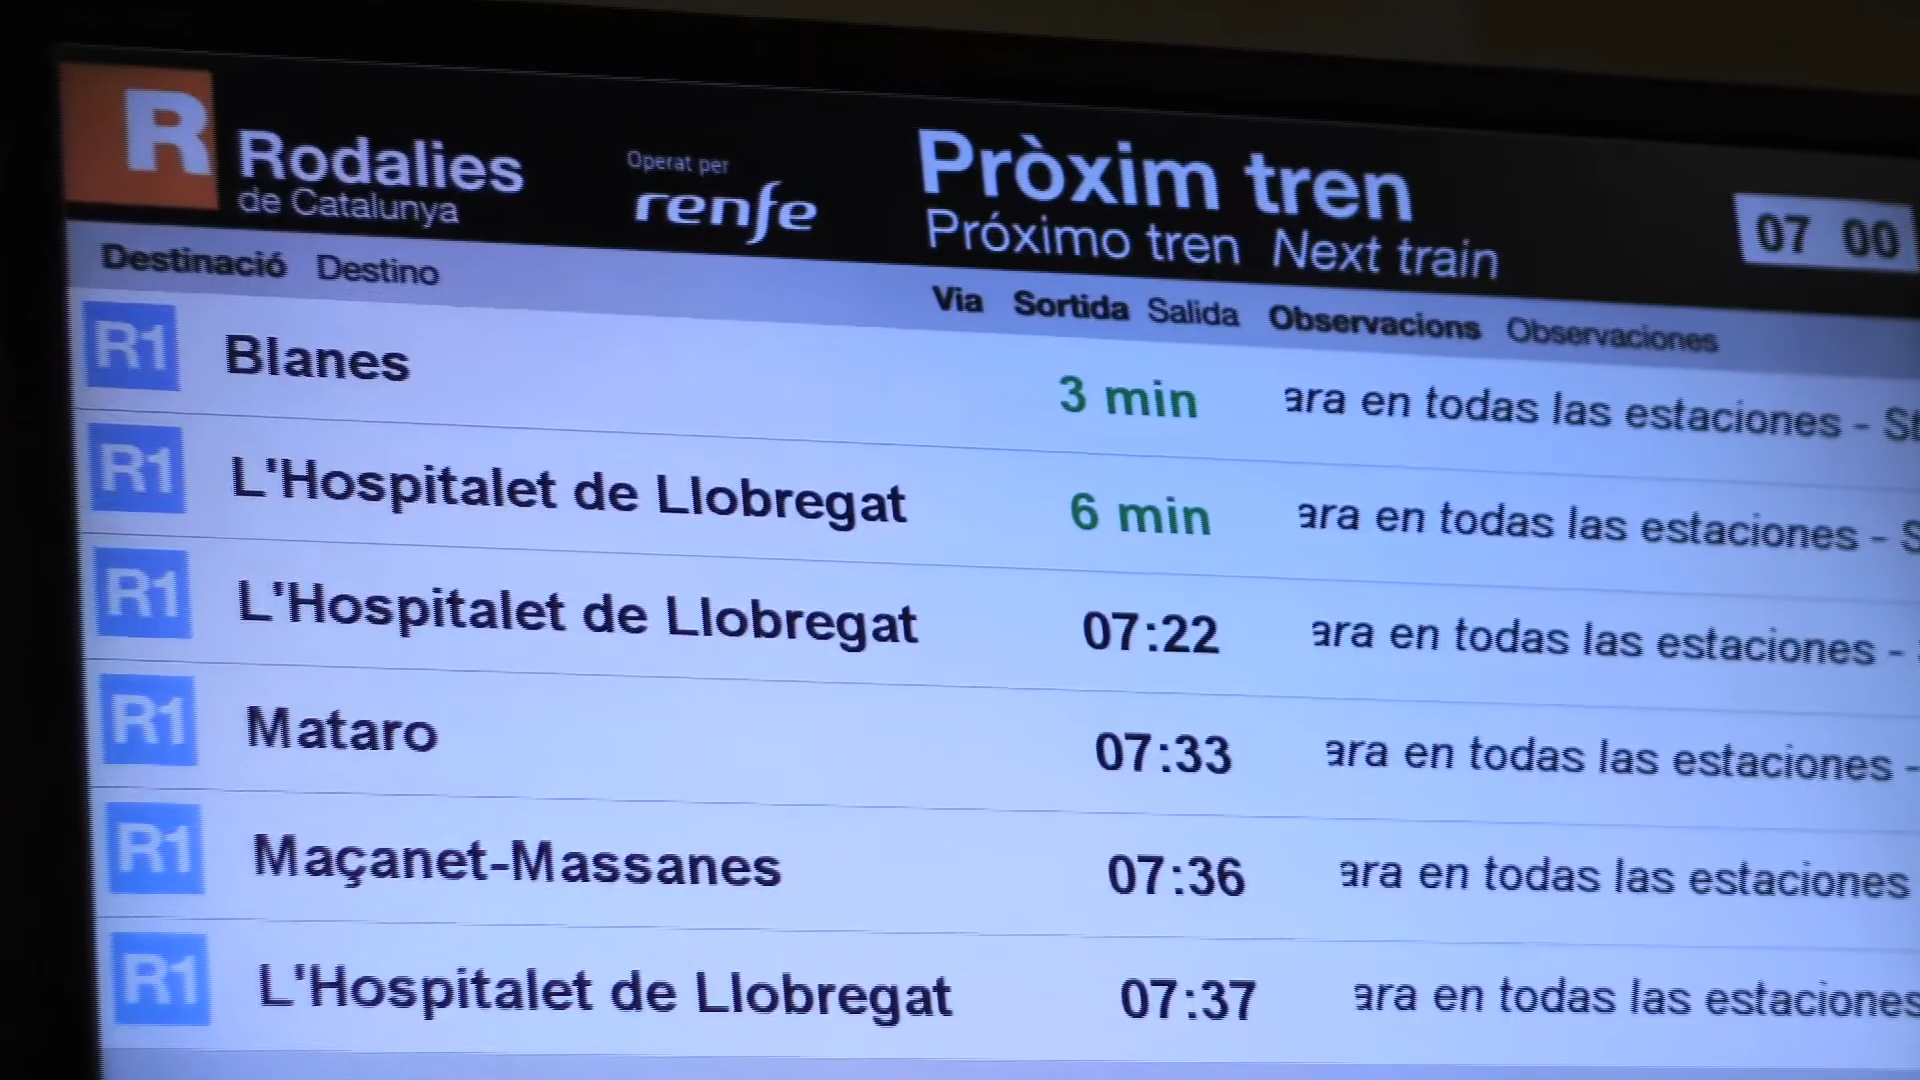 R Rodalies de Catalunya
Operat per renfe
Pròxim tren
Próximo tren Next train
07 00
Destinació Destino Via Sortida Salida Observacions Observaciones
R1 Blanes 3 min ara en todas las estaciones -
R1 L'Hospitalet de Llobregat 6 min ara en todas las estaciones - S
R1 L'Hospitalet de Llobregat 07:22 ara en todas las estaciones -
R1 Mataro 07:33 ara en todas las estaciones -
R1 Maçanet-Massanes 07:36 ara en todas las estaciones
R1 L'Hospitalet de Llobregat 07:37 ara en todas las estaciones